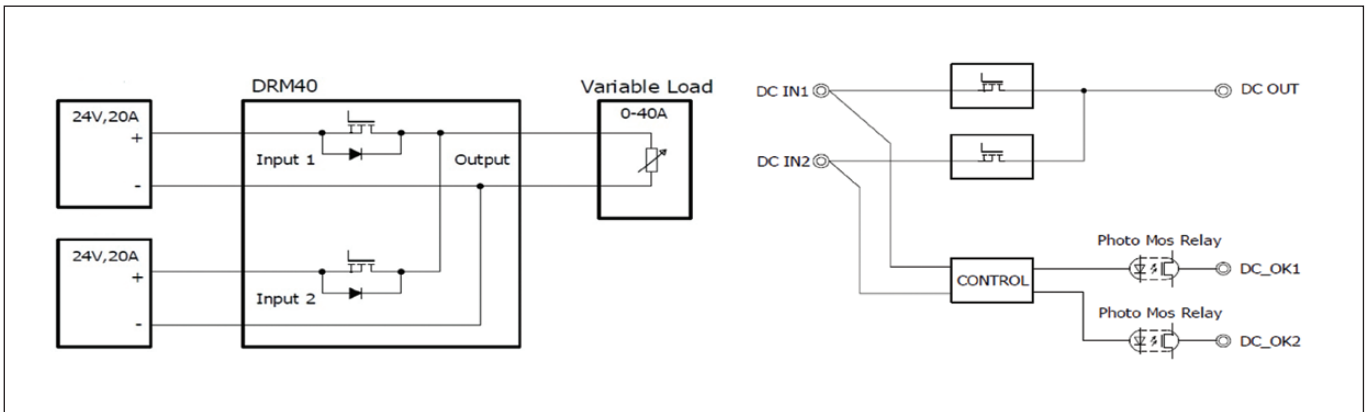 DRM40
Variable Load
24V,20A
+
-
Input 1
Output
0-40A
24V,20A
+
-
Input 2
DC IN1
DC OUT
DC IN2
Photo Mos Relay
CONTROL
DC_OK1
Photo Mos Relay
DC_OK2